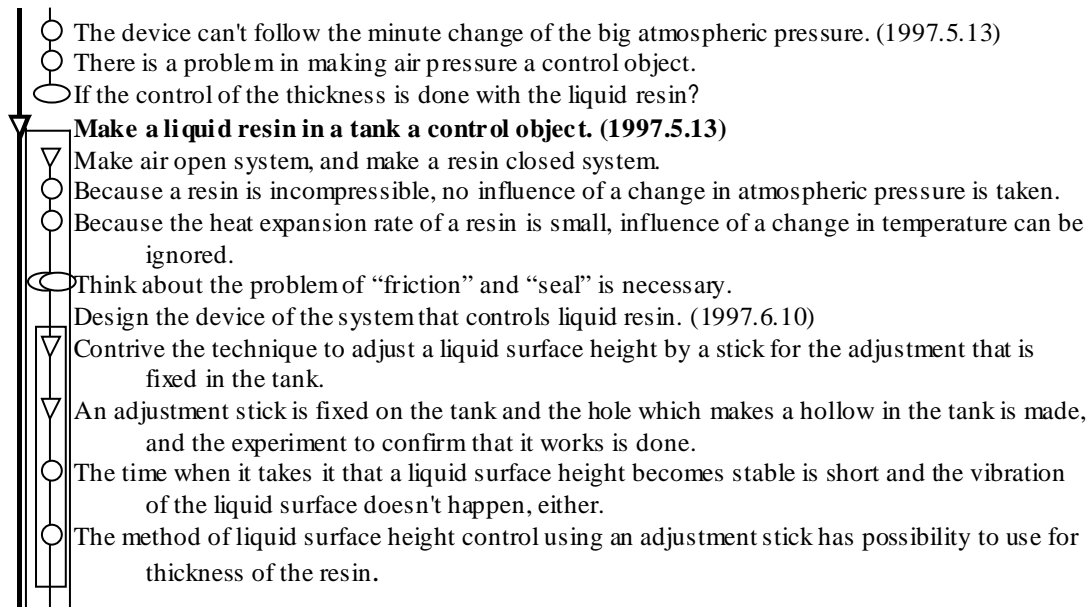 The device can't follow the minute change of the big atmospheric pressure. (1997.5.13)
There is a problem in making air pressure a control object.
If the control of the thickness is done with the liquid resin?
Make a liquid resin in a tank a control object. (1997.5.13)
Make air open system, and make a resin closed system.
Because a resin is incompressible, no influence of a change in atmospheric pressure is taken.
Because the heat expansion rate of a resin is small, influence of a change in temperature can be
ignored.
Think about the problem of “friction” and “seal” is necessary.
Design the device of the system that controls liquid resin. (1997.6.10)
Contrive the technique to adjust a liquid surface height by a stick for the adjustment that is
fixed in the tank.
An adjustment stick is fixed on the tank and the hole which makes a hollow in the tank is made,
and the experiment to confirm that it works is done.
The time when it takes it that a liquid surface height becomes stable is short and the vibration
of the liquid surface doesn't happen, either.
The method of liquid surface height control using an adjustment stick has possibility to use for
thickness of the resin.